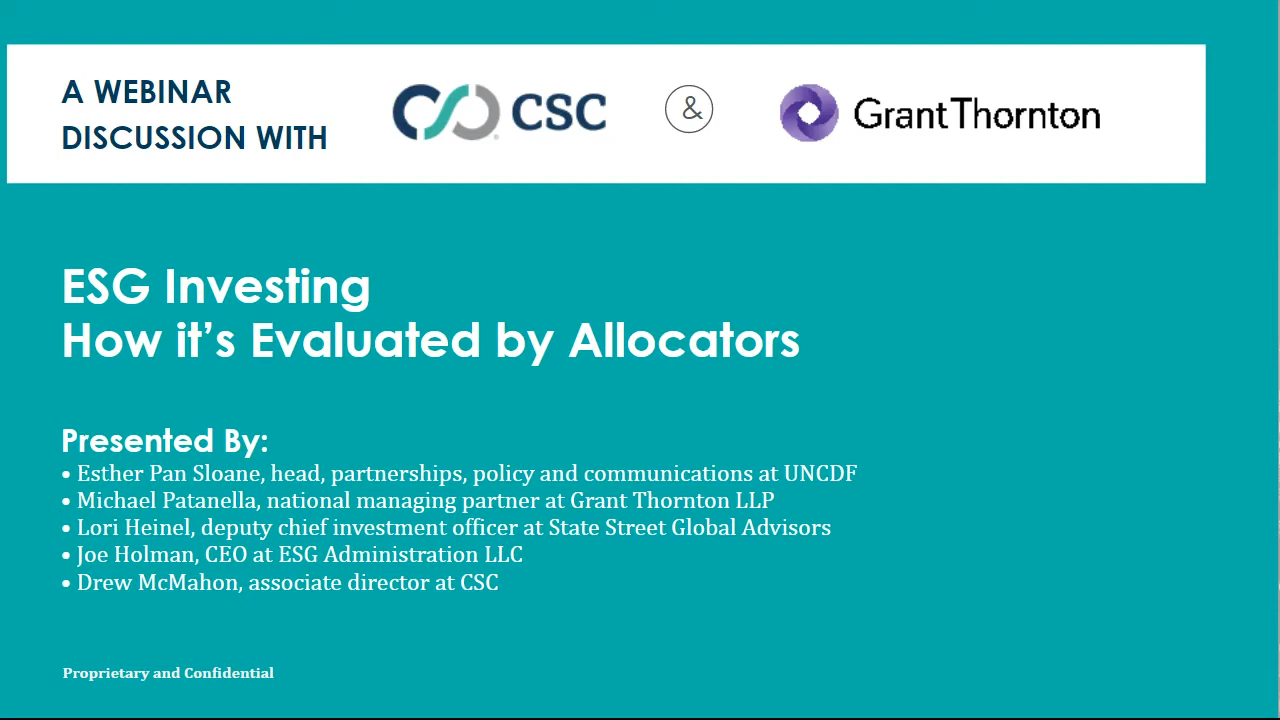 A WEBINAR
DISCUSSION WITH
CSC
&
Grant Thornton
ESG Investing
How it’s Evaluated by Allocators
Presented By:
• Esther Pan Sloane, head, partnerships, policy and communications at UNCDF
• Michael Patanella, national managing partner at Grant Thornton LLP
• Lori Heinel, deputy chief investment officer at State Street Global Advisors
• Joe Holman, CEO at ESG Administration LLC
• Drew McMahon, associate director at CSC
Proprietary and Confidential